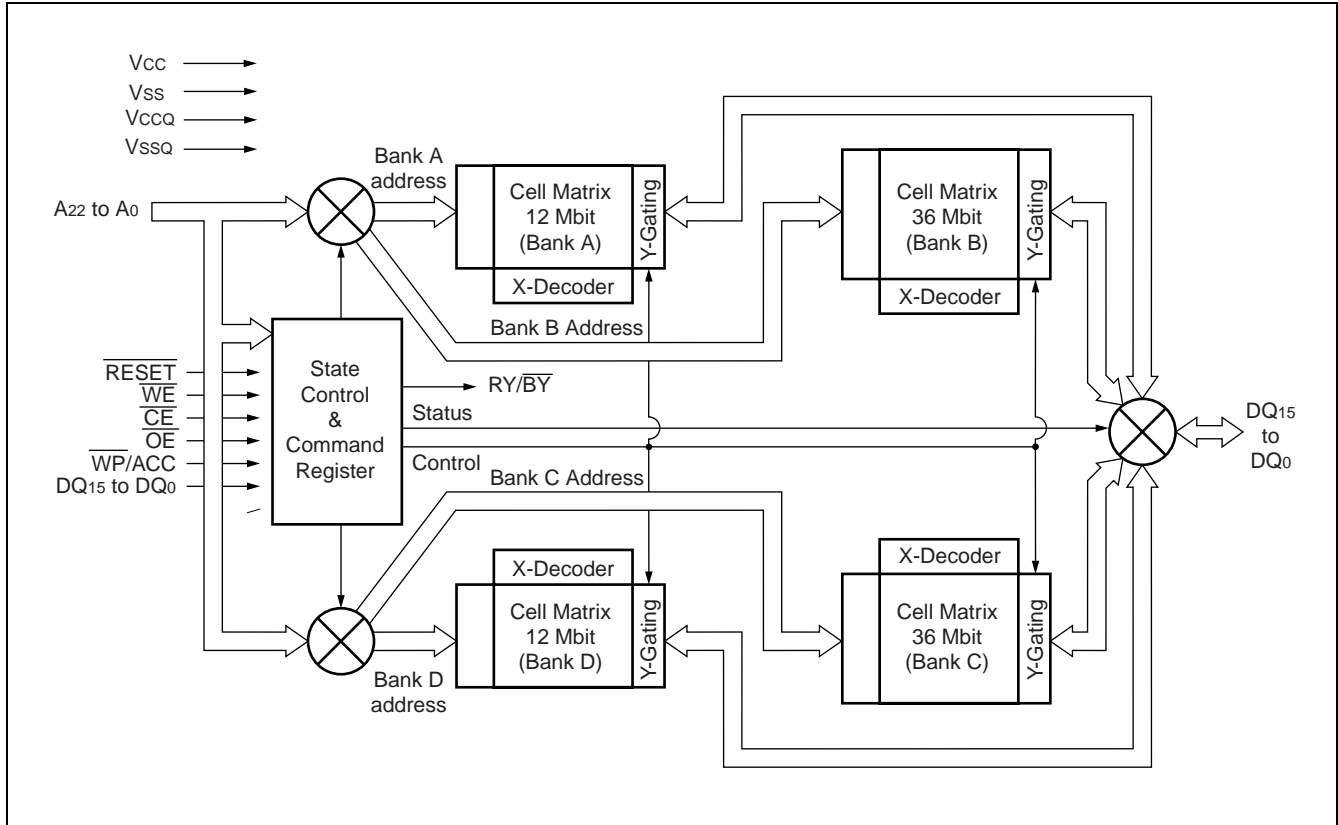 VCC
VSS
VCCQ
VSSQ
A22 to A0
Bank A
address
Cell Matrix
12 Mbit
(Bank A)
Y-Gating
X-Decoder
Cell Matrix
36 Mbit
(Bank B)
Y-Gating
X-Decoder
Bank B Address
RESET
WE
CE
OE
WP/ACC
DQ15 to DQ0
State
Control
&
Command
Register
RY/BY
Status
Control
DQ15
to
DQ0
Bank C Address
X-Decoder
Cell Matrix
12 Mbit
(Bank D)
Y-Gating
Bank D
address
X-Decoder
Cell Matrix
36 Mbit
(Bank C)
Y-Gating